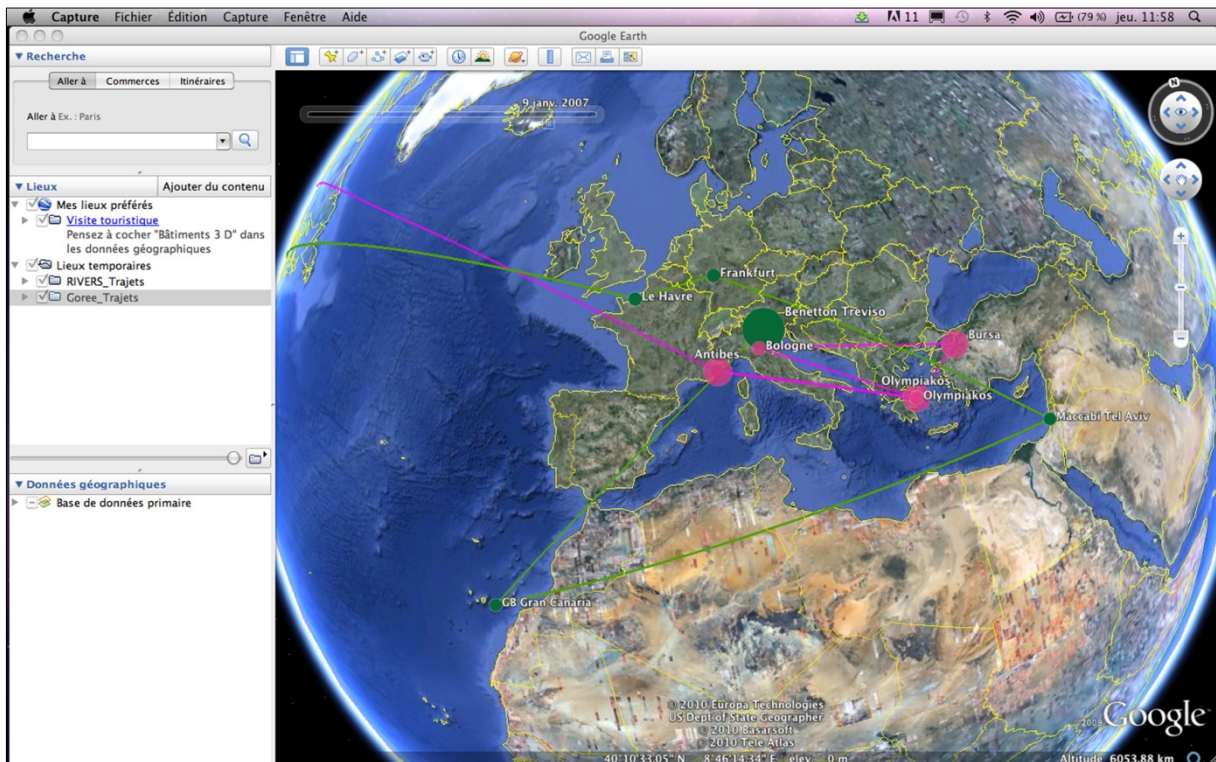 Capture Fichier Édition Capture Fenêtre Aide
11 (79 %) jeu. 11:58
Google Earth
Recherche
Aller à Commerces Itinéraires
Aller à Ex. : Paris
Lieux Ajouter du contenu
Mes lieux préférés
Visite touristique
Pensez à cocher "Bâtiments 3 D" dans
les données géographiques
Lieux temporaires
RIVERS_Trajets
Goree_Trajets
Données géographiques
Base de données primaire
9 janv. 2007
N
Frankfurt
Le Havre
Benetton Treviso
Bursa
Bologne
Antibes
Olympiakos
Olympiakos
Maccabi Tel Aviv
GB Gran Canaria
© 2010 Europa Technologies
US Dept of State Geographer
© 2010 Basarsoft
© 2010 Tele Atlas
2009 Google
40°10'33.05" N 8°46'14.34" E elev. 0 m
Altitude 6053.88 km